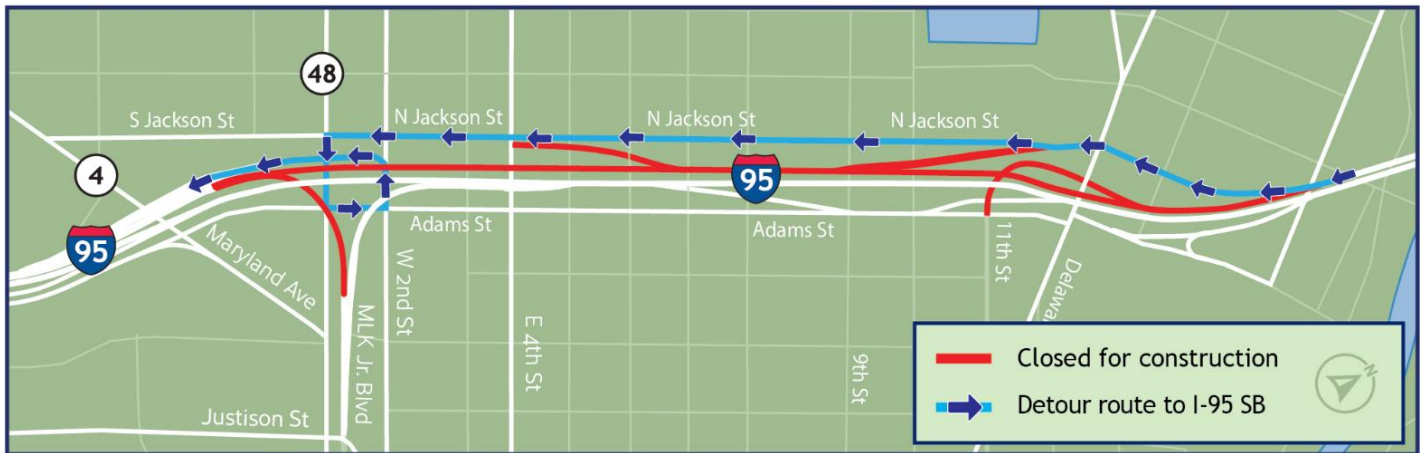 48
S Jackson St
N Jackson St
N Jackson St
N Jackson St
4
95
95
Adams St
Adams St
Maryland Ave
MLK Jr. Blvd
W 2nd St
E 4th St
9th St
11th St
Delawar
Justison St
Closed for construction
Detour route to I-95 SB
N